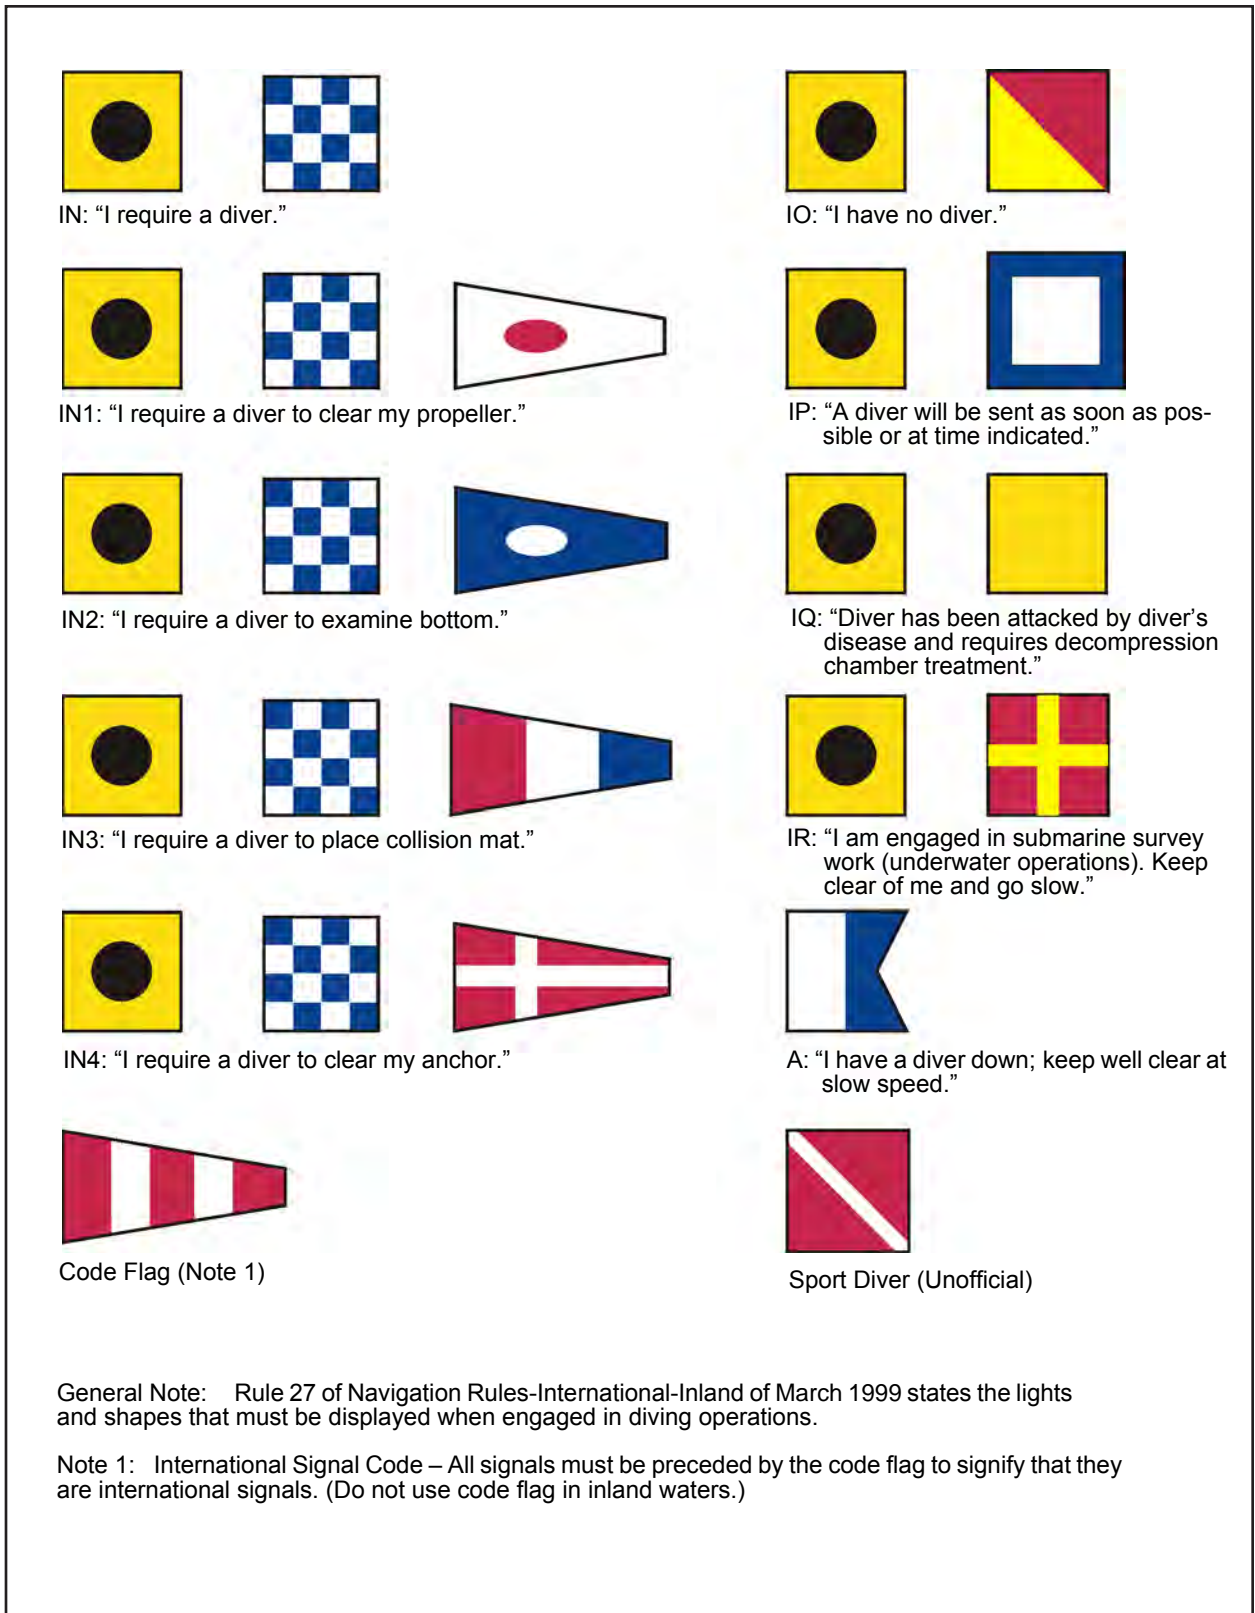 IN: “I require a diver.”
IO: “I have no diver.”
IN1: “I require a diver to clear my propeller.”
IP: “A diver will be sent as soon as pos-
sible or at time indicated.”
IN2: “I require a diver to examine bottom.”
IQ: “Diver has been attacked by diver’s
disease and requires decompression
chamber treatment.”
IN3: “I require a diver to place collision mat.”
IR: “I am engaged in submarine survey
work (underwater operations). Keep
clear of me and go slow.”
IN4: “I require a diver to clear my anchor.”
A: “I have a diver down; keep well clear at
slow speed.”
Code Flag (Note 1)
Sport Diver (Unofficial)
General Note: Rule 27 of Navigation Rules-International-Inland of March 1999 states the lights
and shapes that must be displayed when engaged in diving operations.
Note 1: International Signal Code – All signals must be preceded by the code flag to signify that they
are international signals. (Do not use code flag in inland waters.)